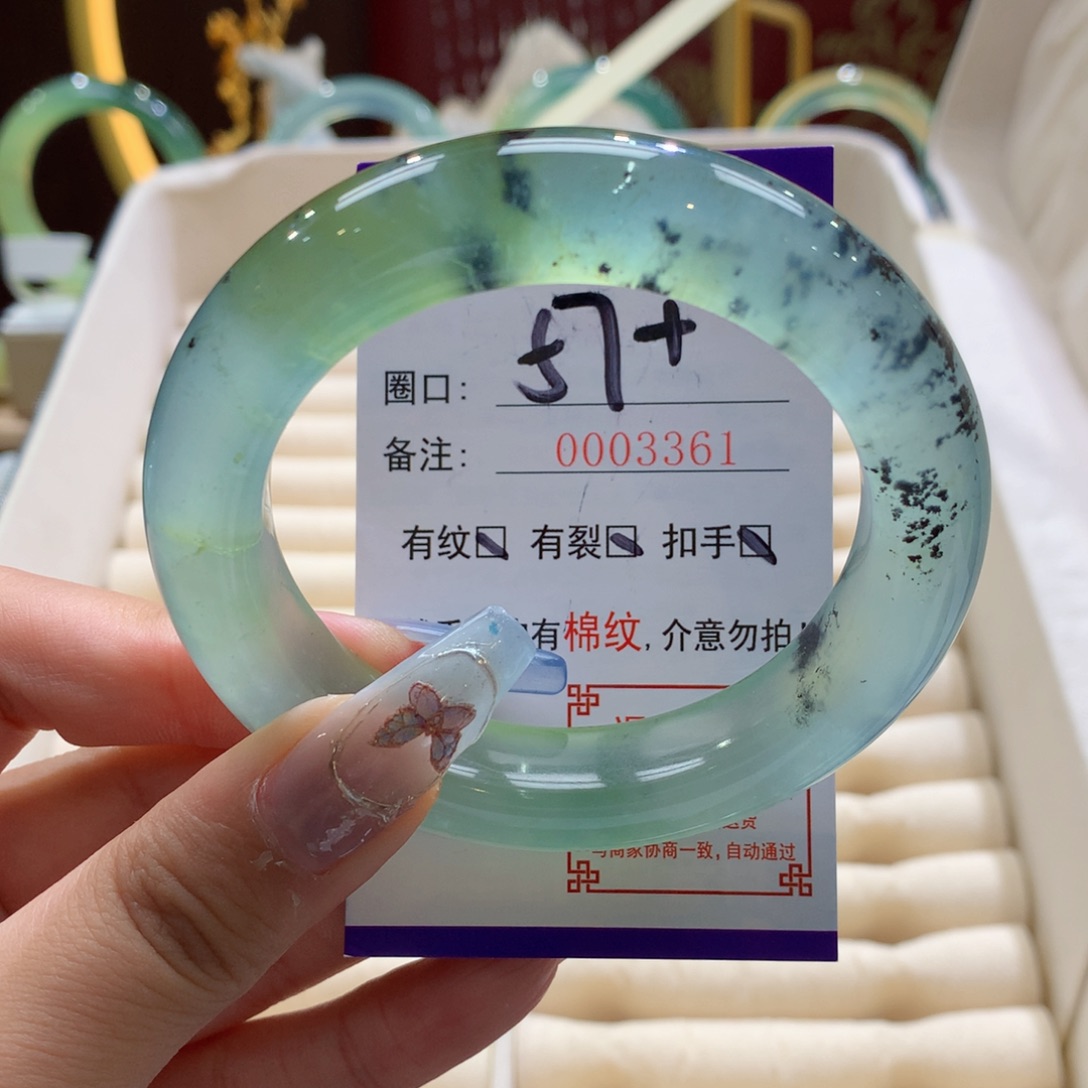 圈口: 57+
备注: 0003361
有纹☑ 有裂☑ 扣手☑
有棉纹, 介意勿拍!
与商家协商一致, 自动通过